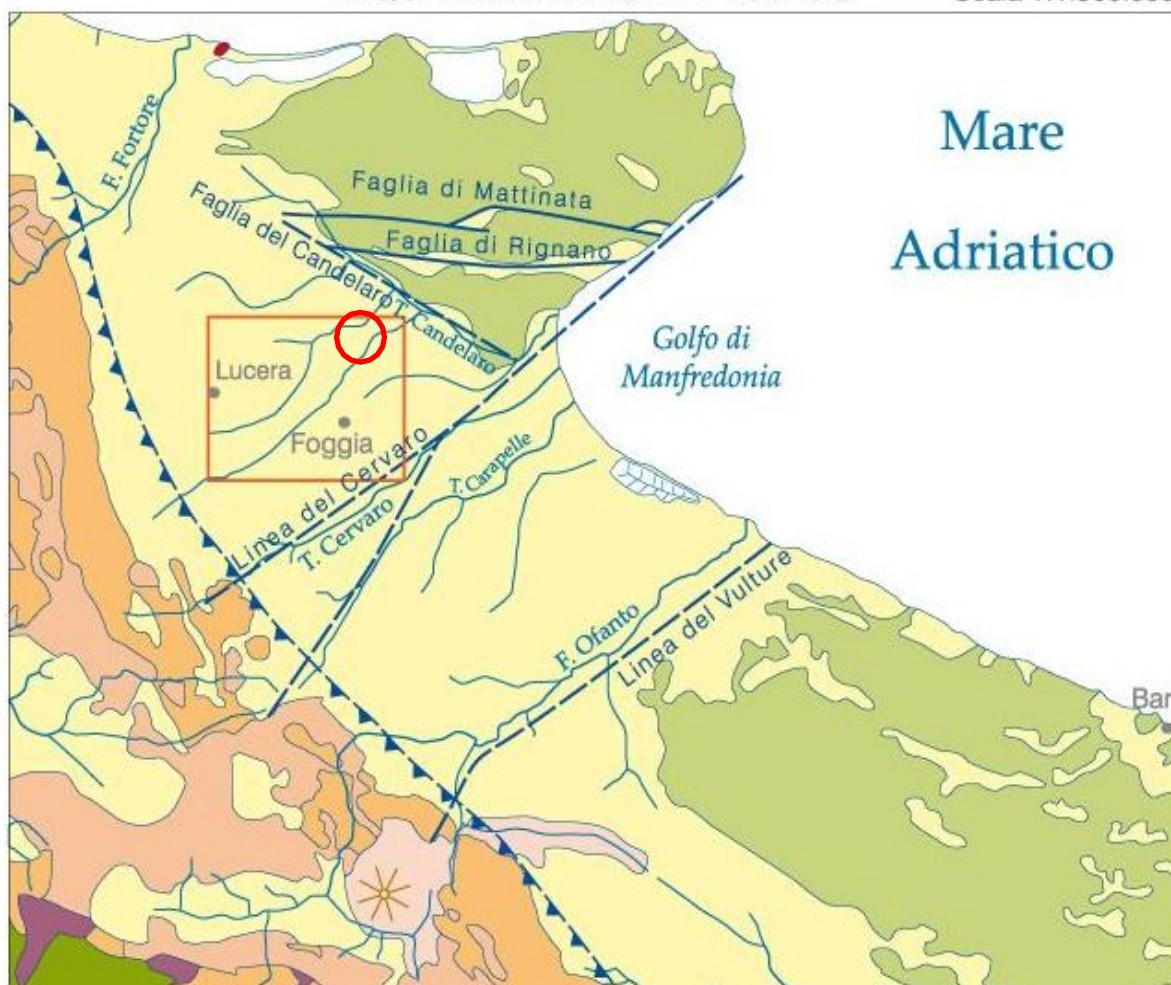 Mare
Adriatico
F. Fortore
Faglia di Mattinata
Faglia del Candelaro
Faglia di Rignano
T. Candelaro
Golfo di
Manfredonia
Lucera
Foggia
Linea del Cervaro
T. Cervaro
T. Carapelle
F. Ofanto
Linea del Vulture
Bar